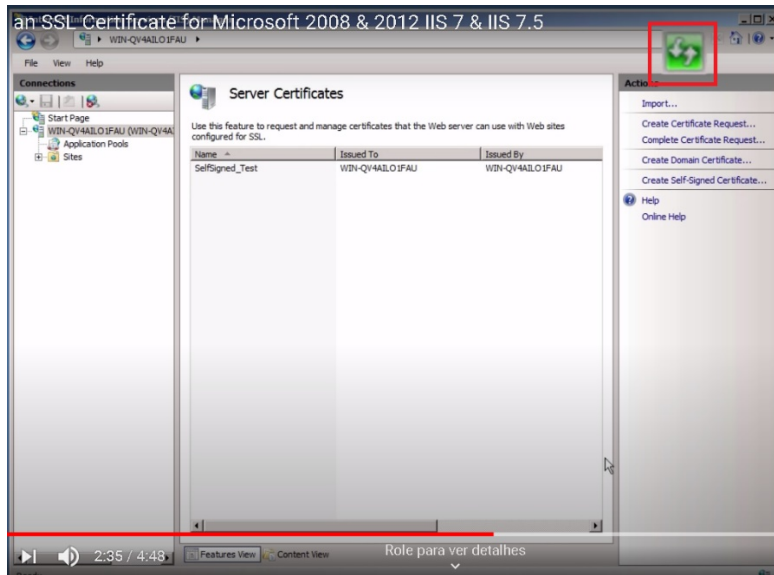 an SSL Certificate for Microsoft 2008 & 2012 IIS 7 & IIS 7.5
WIN-QV4AILO1FAU
File View Help
Connections
Start Page
WIN-QV4AILO1FAU (WIN-QV4A
Application Pools
Sites
Server Certificates
Use this feature to request and manage certificates that the Web server can use with Web sites
configured for SSL.
Name Issued To Issued By
SelfSigned_Test WIN-QV4AILO1FAU WIN-QV4AILO1FAU
Features View Content View
Actions
Import...
Create Certificate Request...
Complete Certificate Request...
Create Domain Certificate...
Create Self-Signed Certificate...
Help
Online Help
2:35 / 4:48
Role para ver detalhes